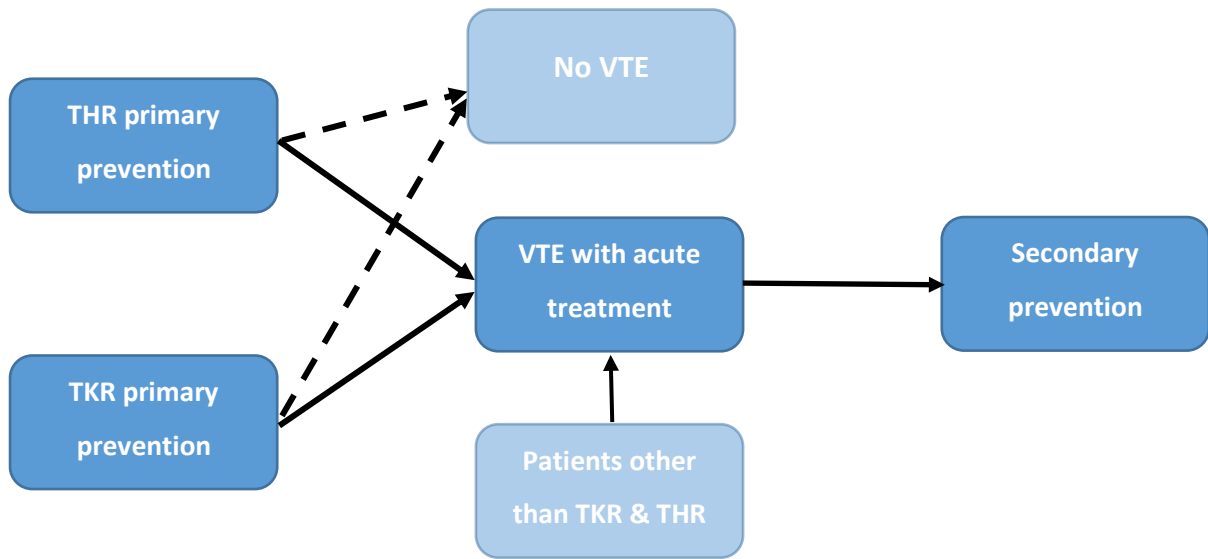 No VTE
THR primary
prevention
VTE with acute
treatment
Secondary
prevention
TKR primary
prevention
Patients other
than TKR & THR